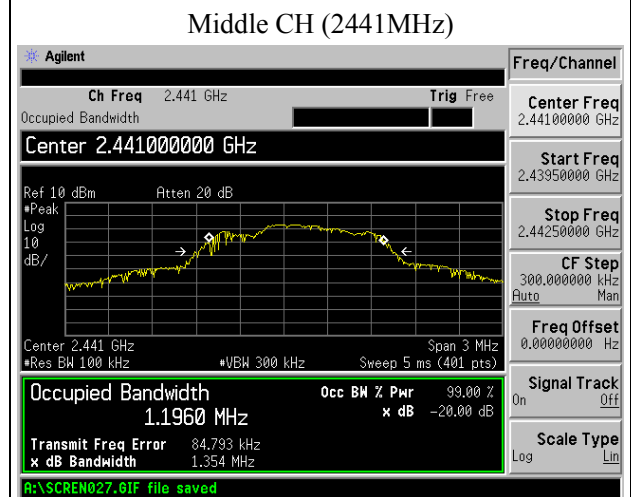 Middle CH (2441MHz)
Agilent
Freq/Channel
Ch Freq 2.441 GHz Trig Free
Occupied Bandwidth
Center 2.441000000 GHz
Ref 10 dBm Atten 20 dB
#Peak
Log
10
dB/
Center 2.441 GHz Span 3 MHz
#Res BW 100 kHz #VBW 300 kHz Sweep 5 ms (401 pts)
Occupied Bandwidth Occ BW % Pwr 99.00 %
1.1960 MHz x dB -20.00 dB
Transmit Freq Error 84.793 kHz
x dB Bandwidth 1.354 MHz
A:\SCREN027.GIF file saved
Center Freq
2.44100000 GHz
Start Freq
2.43950000 GHz
Stop Freq
2.44250000 GHz
CF Step
300.000000 kHz
Auto Man
Freq Offset
0.00000000 Hz
Signal Track
On Off
Scale Type
Log Lin